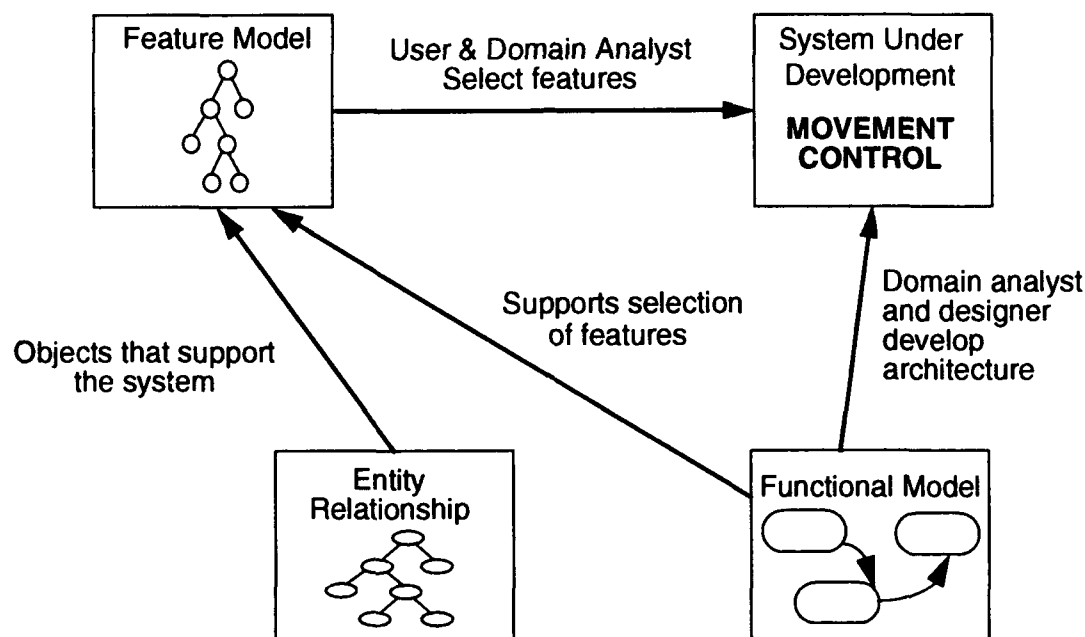 Feature Model
User & Domain Analyst
Select features
System Under
Development
MOVEMENT
CONTROL
Objects that support
the system
Supports selection
of features
Domain analyst
and designer
develop
architecture
Entity
Relationship
Functional Model